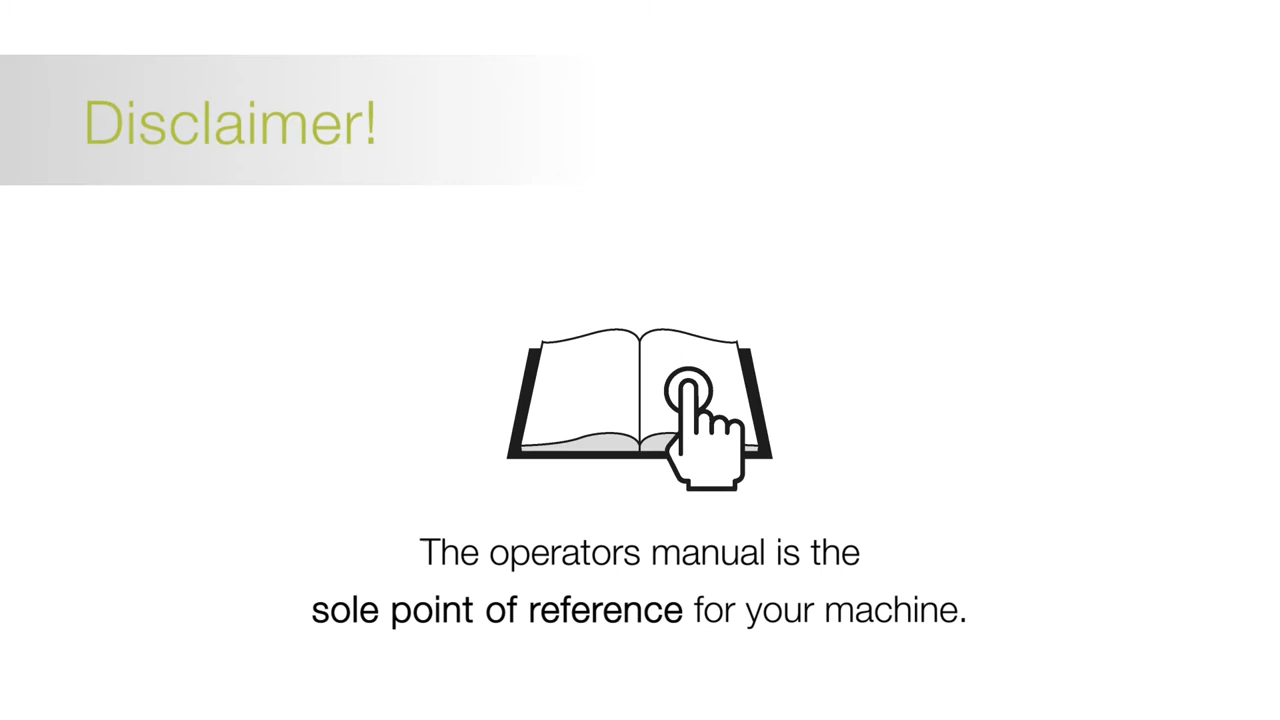 Disclaimer!
The operators manual is the
sole point of reference for your machine.